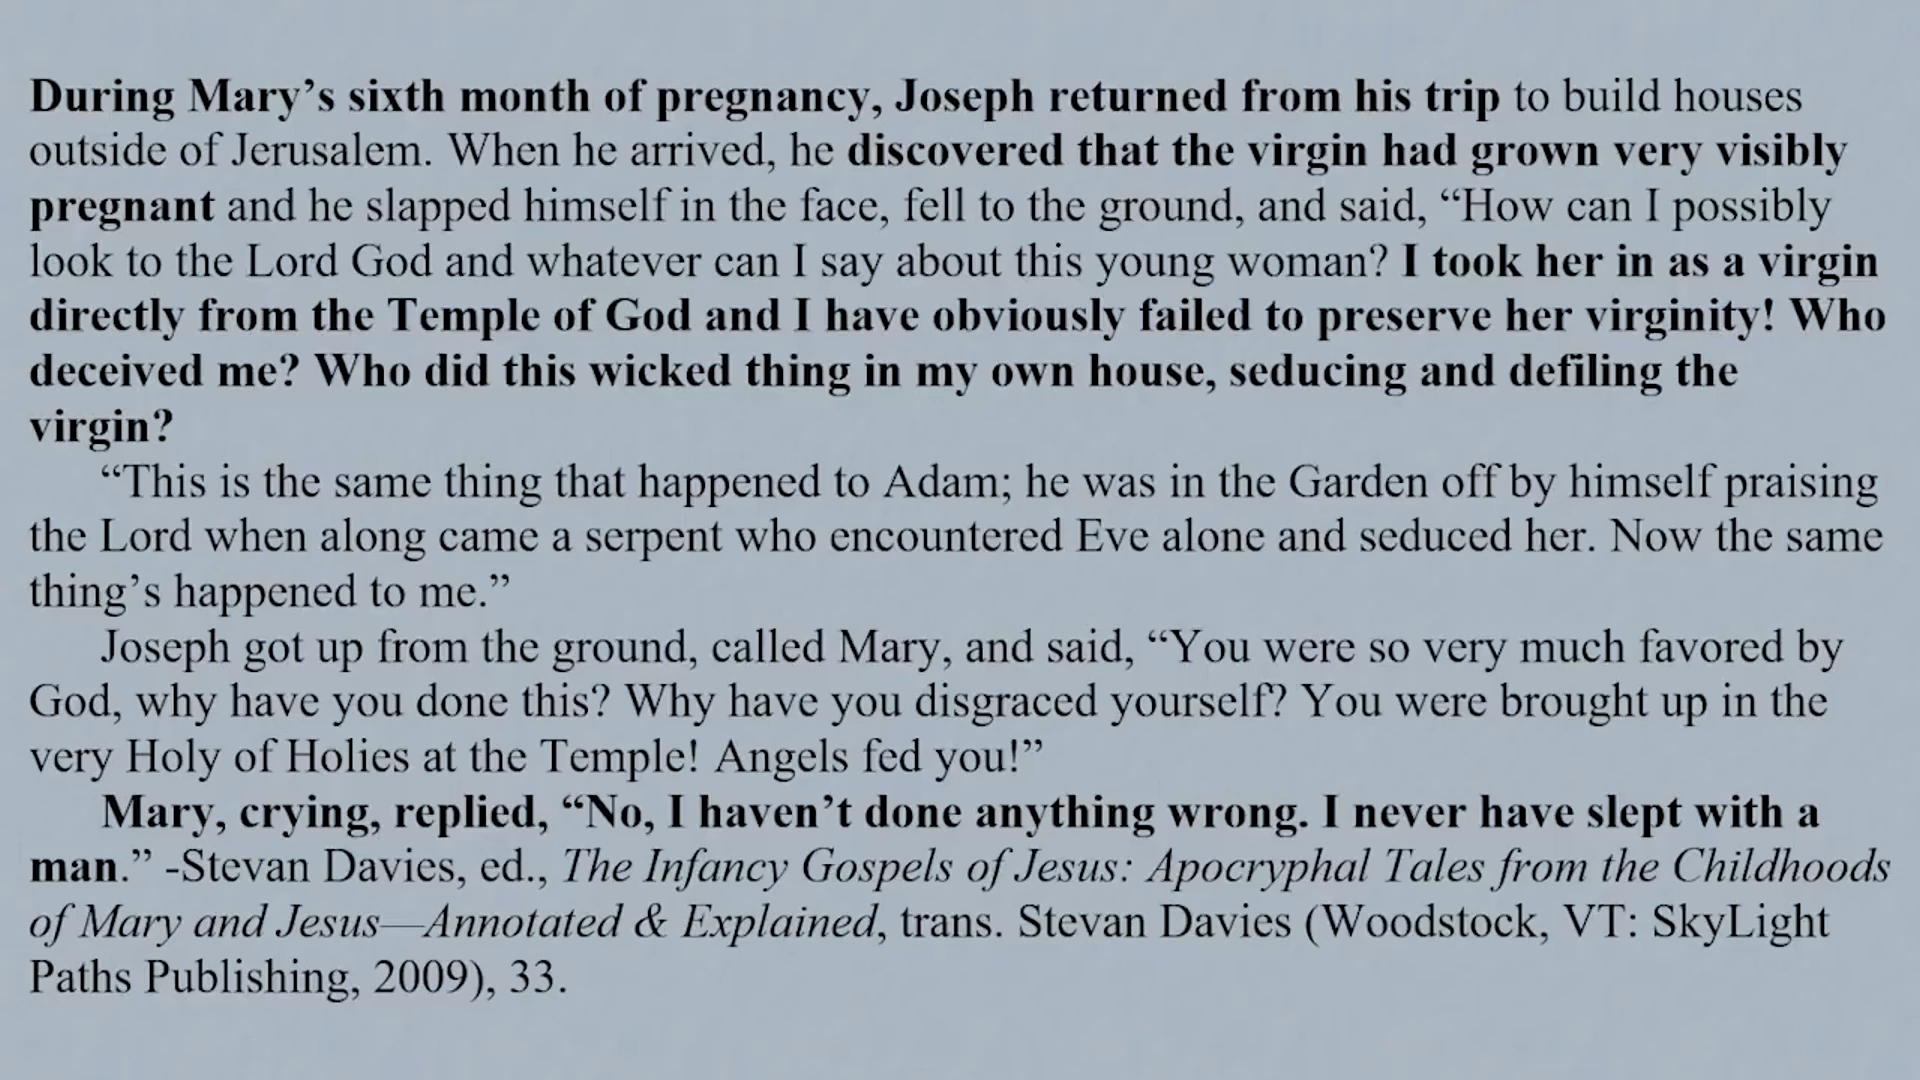 During Mary’s sixth month of pregnancy, Joseph returned from his trip to build houses
outside of Jerusalem. When he arrived, he discovered that the virgin had grown very visibly
pregnant and he slapped himself in the face, fell to the ground, and said, “How can I possibly
look to the Lord God and whatever can I say about this young woman? I took her in as a virgin
directly from the Temple of God and I have obviously failed to preserve her virginity! Who
deceived me? Who did this wicked thing in my own house, seducing and defiling the
virgin?
“This is the same thing that happened to Adam; he was in the Garden off by himself praising
the Lord when along came a serpent who encountered Eve alone and seduced her. Now the same
thing’s happened to me.”
Joseph got up from the ground, called Mary, and said, “You were so very much favored by
God, why have you done this? Why have you disgraced yourself? You were brought up in the
very Holy of Holies at the Temple! Angels fed you!”
Mary, crying, replied, “No, I haven’t done anything wrong. I never have slept with a
man.” -Stevan Davies, ed., The Infancy Gospels of Jesus: Apocryphal Tales from the Childhoods
of Mary and Jesus—Annotated & Explained, trans. Stevan Davies (Woodstock, VT: SkyLight
Paths Publishing, 2009), 33.